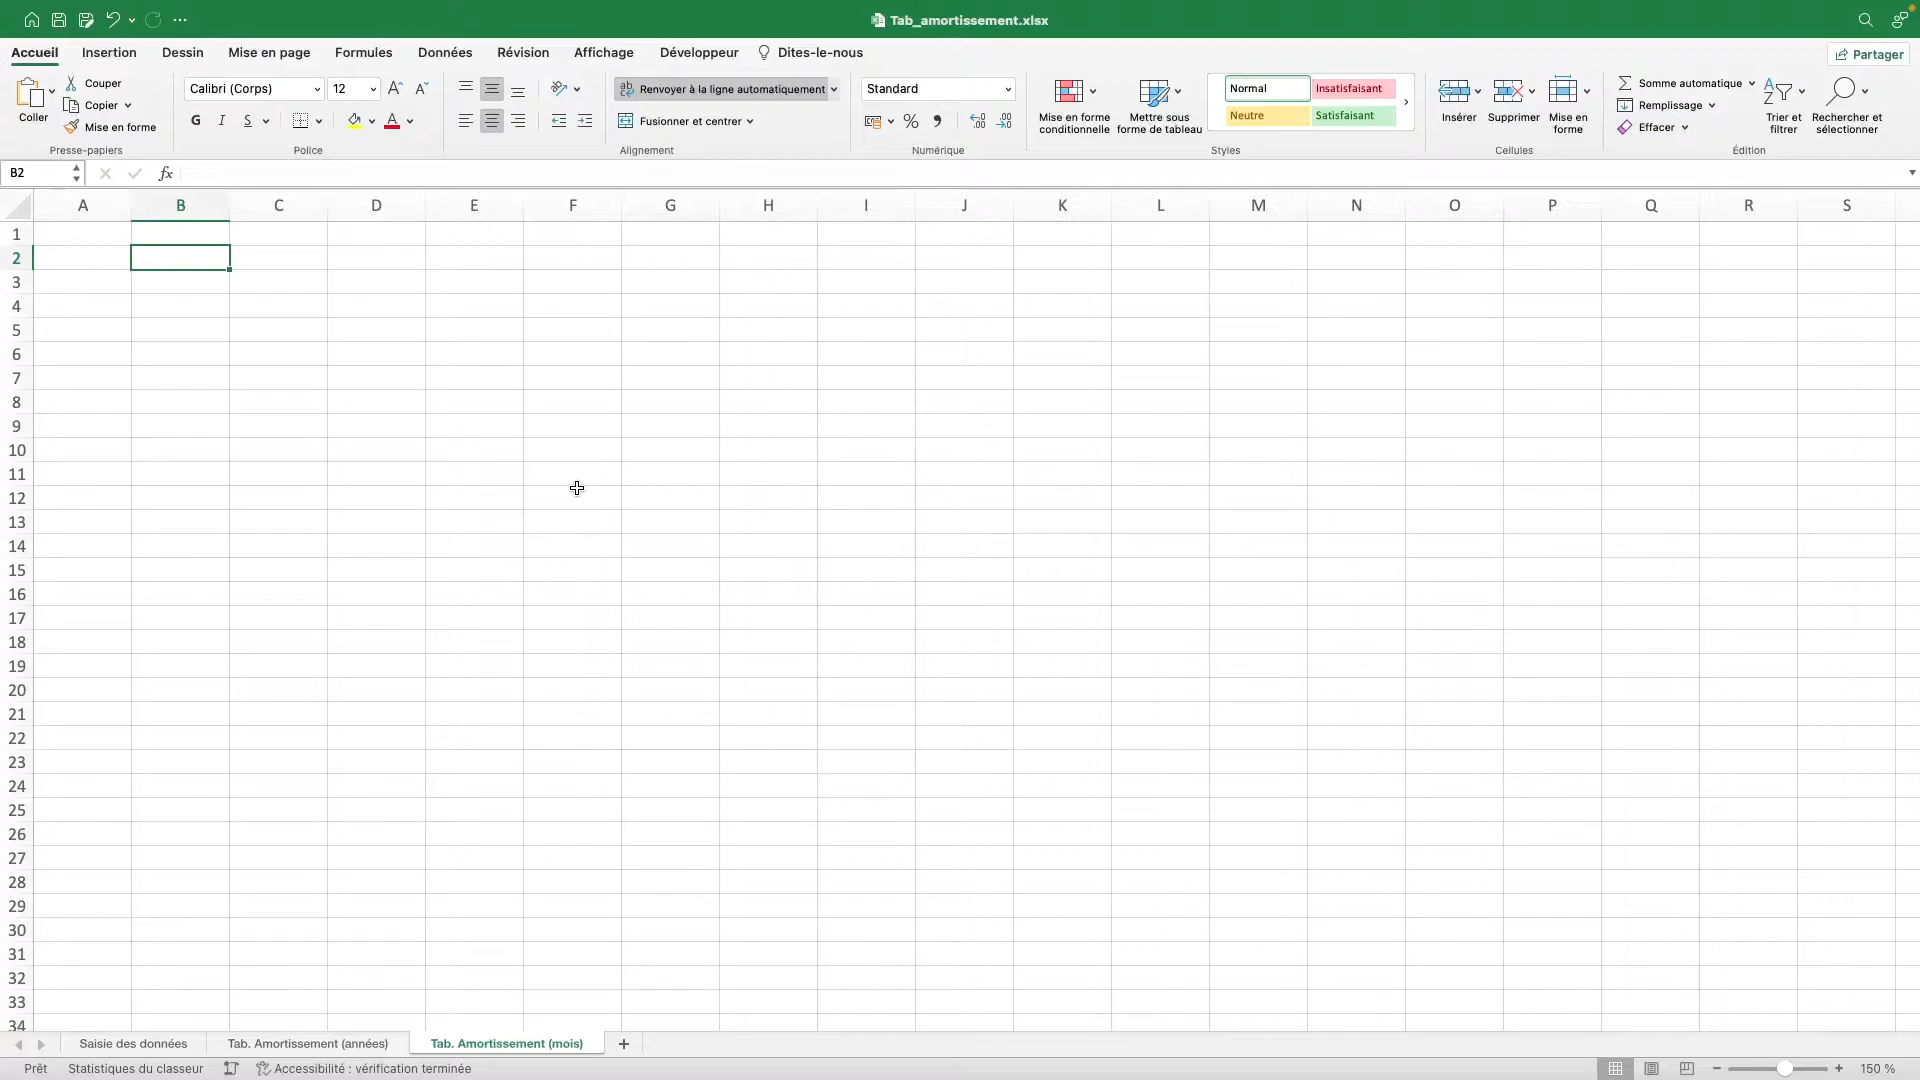 Tab_amortissement.xlsx
Accueil Insertion Dessin Mise en page Formules Données Révision Affichage Développeur Dites-le-nous Partager
Coller
Couper
Copier
Mise en forme
Presse-papiers
Calibri (Corps) 12
G I S
Police
Renvoyer à la ligne automatiquement
Fusionner et centrer
Alignement
Standard
Numérique
Mise en forme
conditionnelle
Mettre sous
forme de tableau
Normal Insatisfaisant
Neutre Satisfaisant
Styles
Insérer
Supprimer
Mise en
forme
Cellules
Somme automatique
Remplissage
Effacer
Trier et
filtrer
Rechercher et
sélectionner
Édition
B2 fx
A B C D E F G H I J K L M N O P Q R S
1
2
3
4
5
6
7
8
9
10
11
12
13
14
15
16
17
18
19
20
21
22
23
24
25
26
27
28
29
30
31
32
33
34
Saisie des données Tab. Amortissement (années) Tab. Amortissement (mois) +
Prêt Statistiques du classeur Accessibilité : vérification terminée 150 %